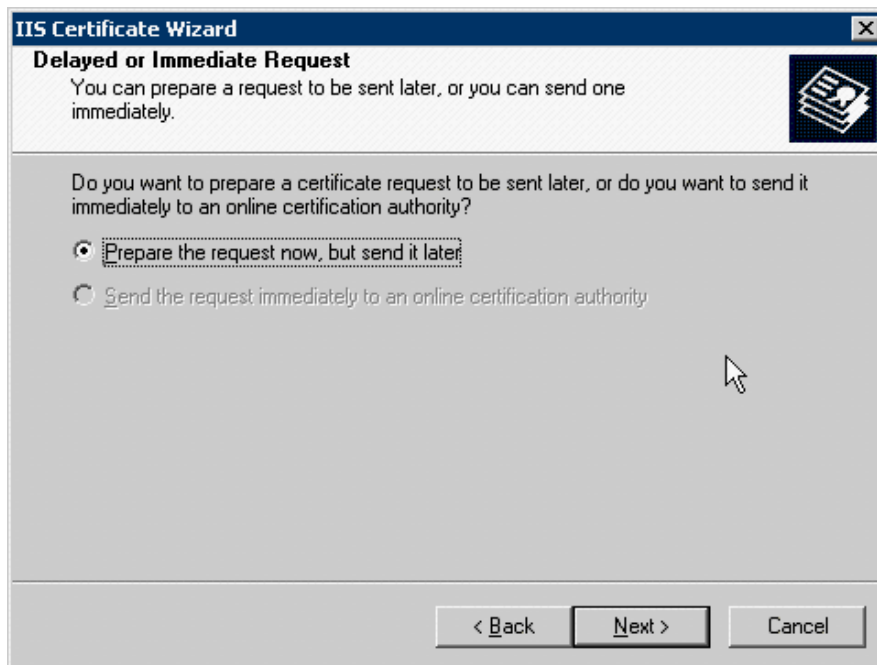 IIS Certificate Wizard
Delayed or Immediate Request
You can prepare a request to be sent later, or you can send one
immediately.
Do you want to prepare a certificate request to be sent later, or do you want to send it
immediately to an online certification authority?
Prepare the request now, but send it later
Send the request immediately to an online certification authority
< Back Next > Cancel